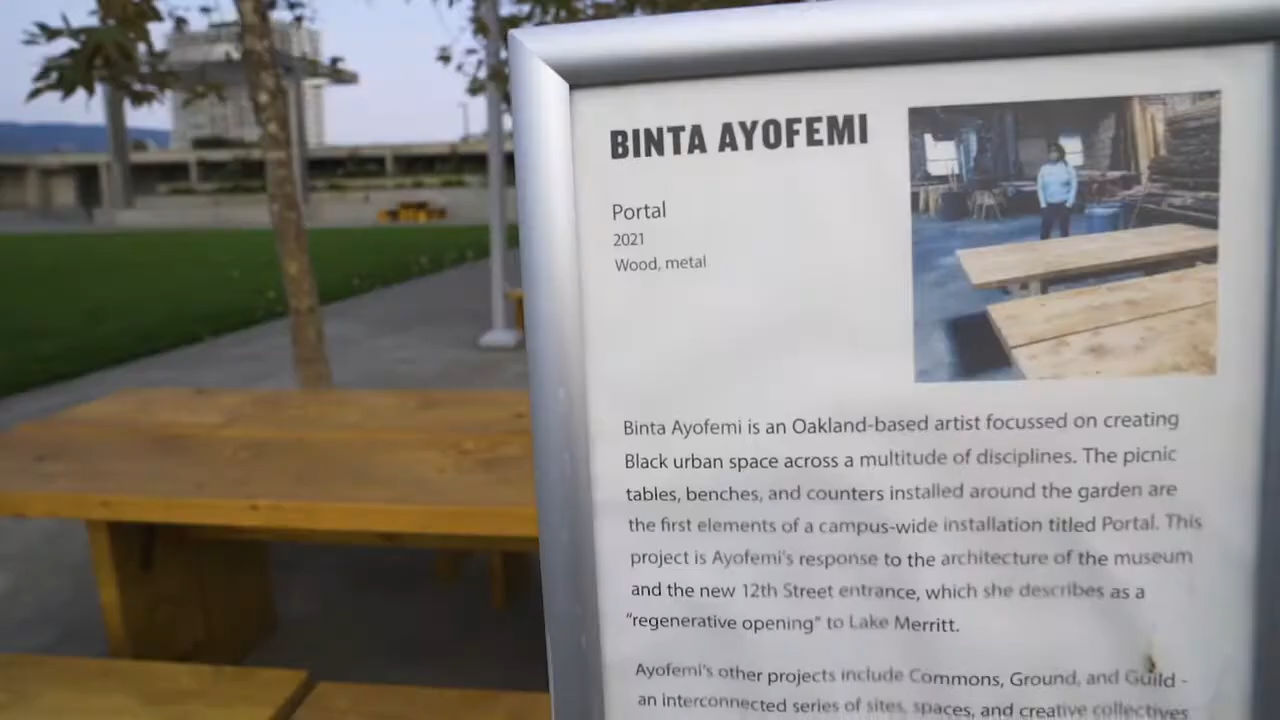 BINTA AYOFEMI
Portal
2021
Wood, metal
Binta Ayofemi is an Oakland-based artist focussed on creating
Black urban space across a multitude of disciplines. The picnic
tables, benches, and counters installed around the garden are
the first elements of a campus-wide installation titled Portal. This
project is Ayofemi's response to the architecture of the museum
and the new 12th Street entrance, which she describes as a
"regenerative opening" to Lake Merritt.
Ayofemi's other projects include Commons, Ground, and Guild -
an interconnected series of sites, spaces, and creative collectives